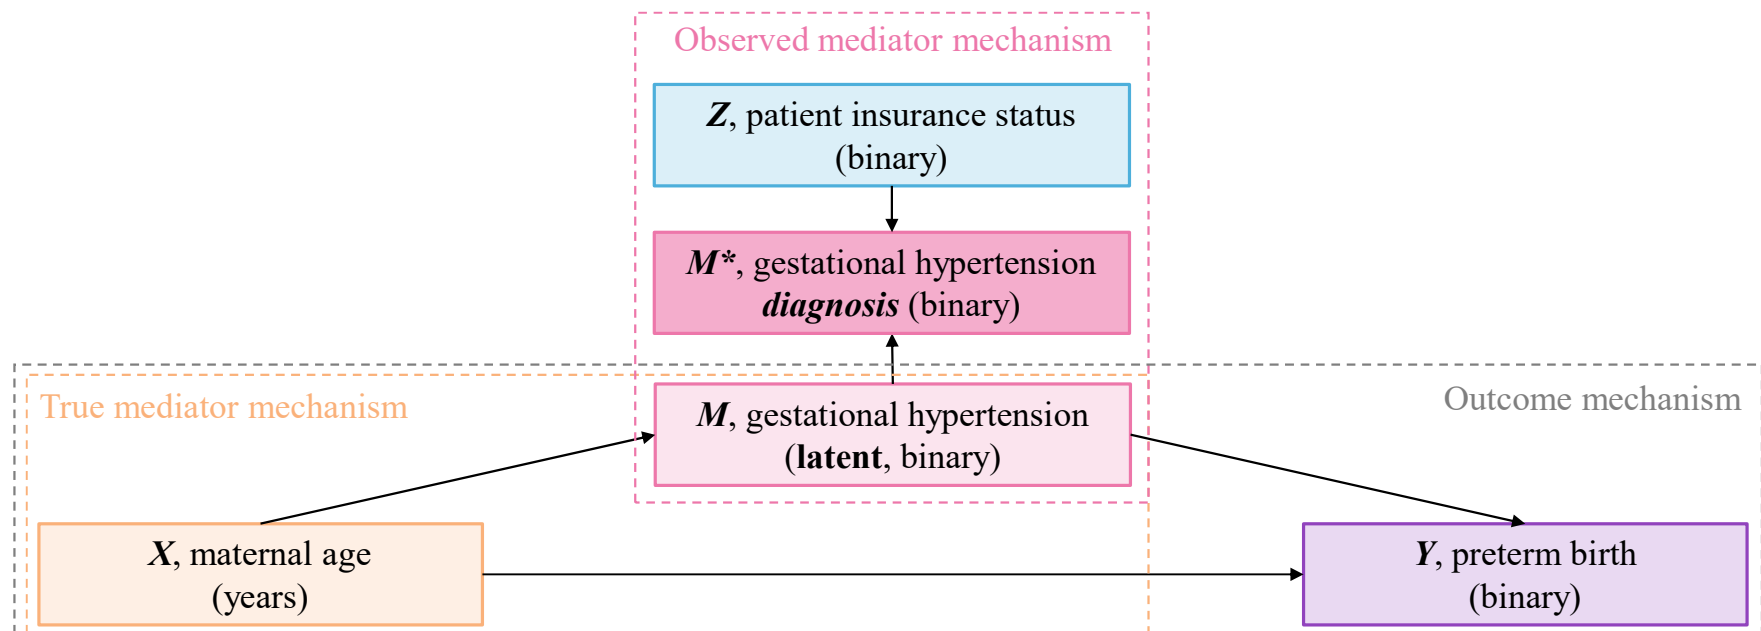 Observed mediator mechanism
Z, patient insurance status
(binary)
M*, gestational hypertension
diagnosis (binary)
True mediator mechanism
M, gestational hypertension
(latent, binary)
Outcome mechanism
X, maternal age
(years)
Y, preterm birth
(binary)